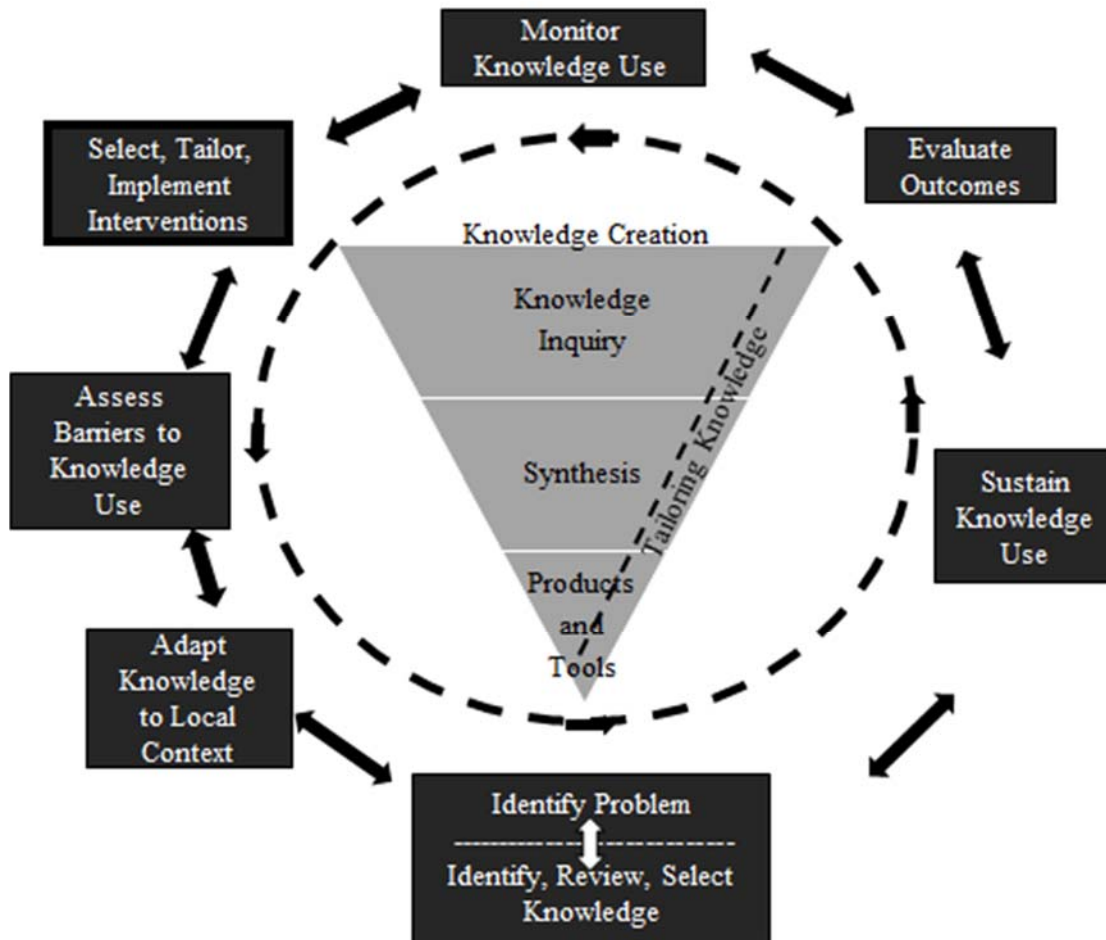 Monitor
Knowledge Use
Select, Tailor,
Implement
Interventions
Evaluate
Outcomes
Knowledge Creation
Knowledge
Inquiry
Tailoring Knowledge
Assess
Barriers to
Knowledge
Use
Synthesis
Sustain
Knowledge
Use
Products
and
Tools
Adapt
Knowledge
to Local
Context
Identify Problem
Identify, Review, Select
Knowledge